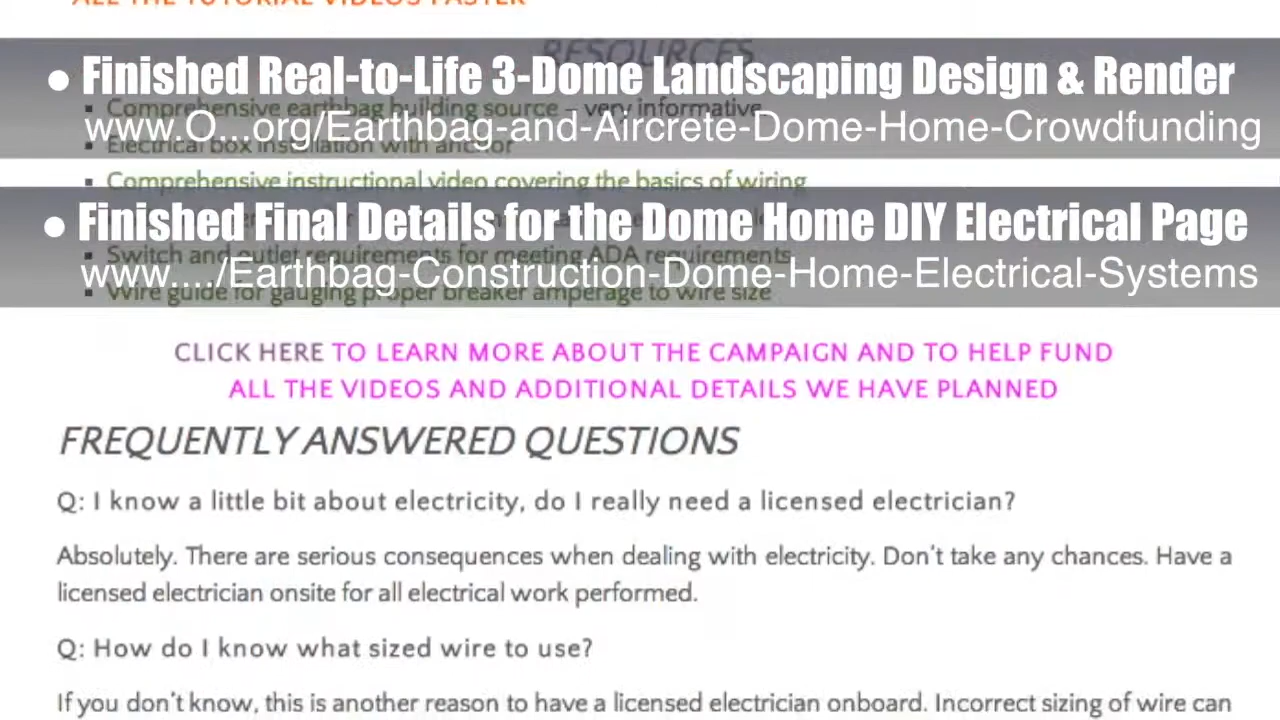 ALL THE TUTORIAL VIDEOS FASTER
RESOURCES
• Finished Real-to-Life 3-Dome Landscaping Design & Render
▪ Comprehensive earthbag building source – very informative
www.O...org/Earthbag-and-Aircrete-Dome-Home-Crowdfunding
▪ Electrical box installation with anchor
▪ Comprehensive instructional video covering the basics of wiring
• Finished Final Details for the Dome Home DIY Electrical Page
▪ Switch and outlet requirements for meeting ADA requirements
www..../Earthbag-Construction-Dome-Home-Electrical-Systems
▪ Wire guide for gauging proper breaker amperage to wire size
CLICK HERE TO LEARN MORE ABOUT THE CAMPAIGN AND TO HELP FUND
ALL THE VIDEOS AND ADDITIONAL DETAILS WE HAVE PLANNED
FREQUENTLY ANSWERED QUESTIONS
Q: I know a little bit about electricity, do I really need a licensed electrician?
Absolutely. There are serious consequences when dealing with electricity. Don't take any chances. Have a
licensed electrician onsite for all electrical work performed.
Q: How do I know what sized wire to use?
If you don't know, this is another reason to have a licensed electrician onboard. Incorrect sizing of wire can